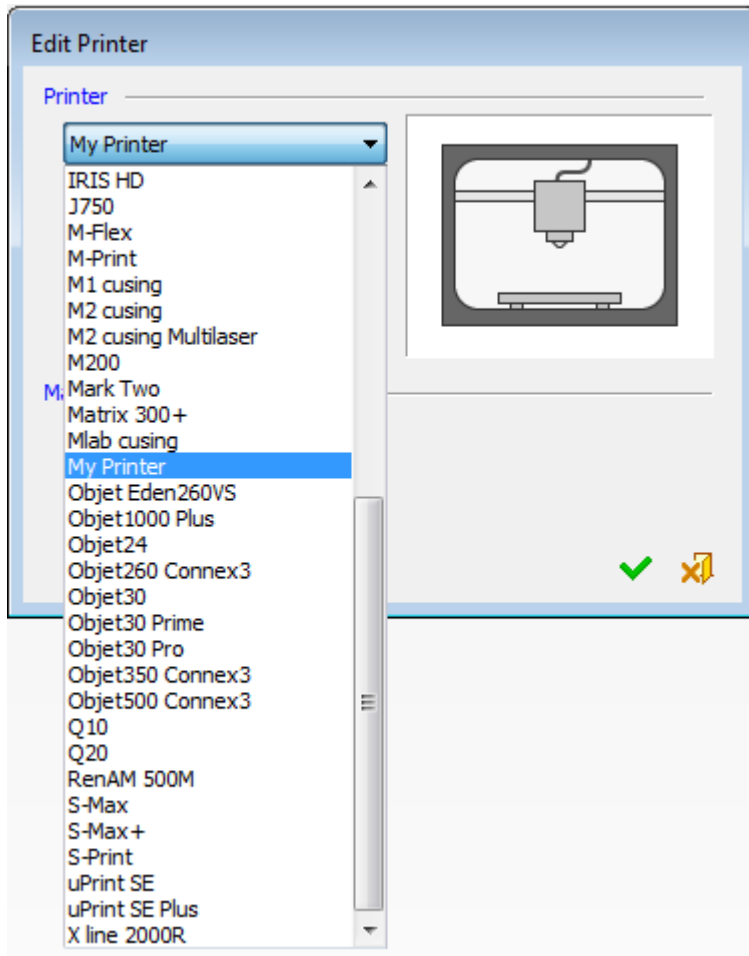 Edit Printer
Printer
My Printer
IRIS HD
J750
M-Flex
M-Print
M1 cusing
M2 cusing
M2 cusing Multilaser
M200
Mark Two
Matrix 300+
Mlab cusing
My Printer
Objet Eden260VS
Objet1000 Plus
Objet24
Objet260 Connex3
Objet30
Objet30 Prime
Objet30 Pro
Objet350 Connex3
Objet500 Connex3
Q10
Q20
RenAM 500M
S-Max
S-Max+
S-Print
uPrint SE
uPrint SE Plus
X line 2000R